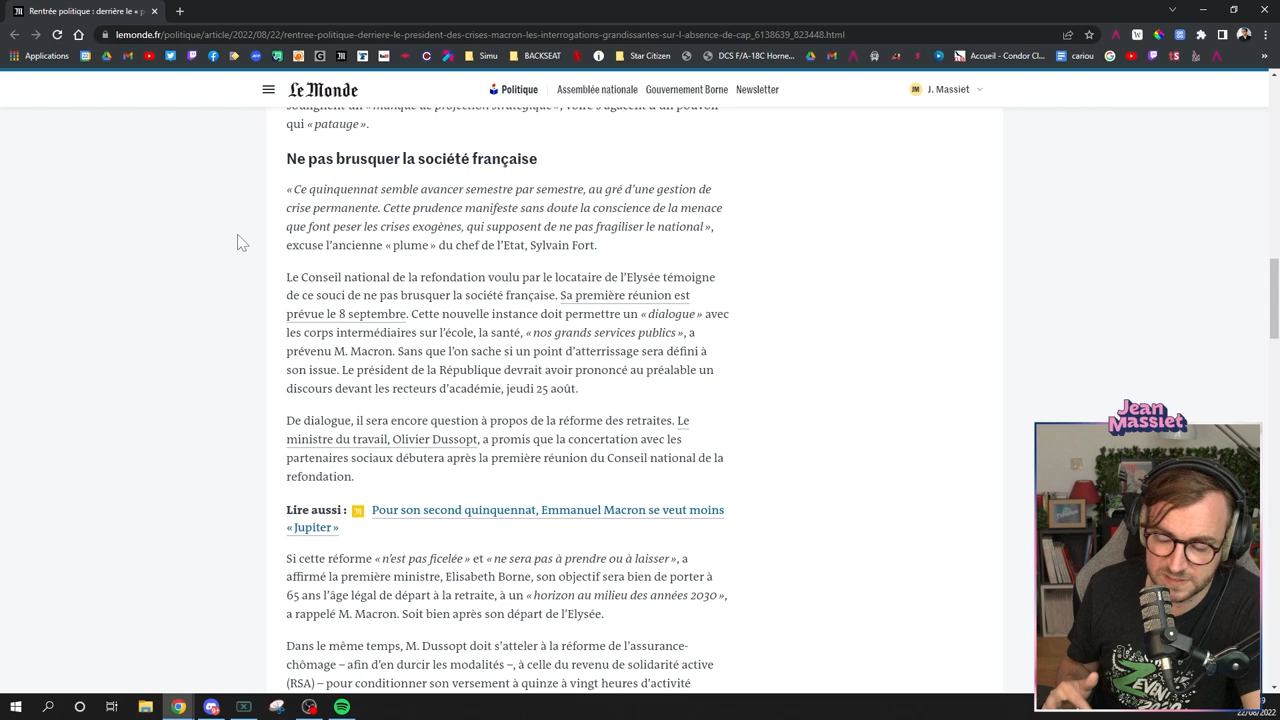 Rentrée politique : derrière le « p
lemonde.fr/politique/article/2022/08/22/rentree-politique-derriere-le-president-des-crises-macron-les-interrogations-grandissantes-sur-l-absence-de-cap_6138639_823448.html
Applications Simu BACKSEAT Star Citizen DCS F/A-18C Horne... Accueil - Condor Cl... cariou »
Le Monde Politique Assemblée nationale Gouvernement Borne Newsletter JM J. Massiet
soulignent un « manque de projection stratégique », voire s'agacent d'un pouvoir
qui « patauge ».
Ne pas brusquer la société française
« Ce quinquennat semble avancer semestre par semestre, au gré d'une gestion de
crise permanente. Cette prudence manifeste sans doute la conscience de la menace
que font peser les crises exogènes, qui supposent de ne pas fragiliser le national »,
excuse l'ancienne « plume » du chef de l'Etat, Sylvain Fort.
Le Conseil national de la refondation voulu par le locataire de l'Elysée témoigne
de ce souci de ne pas brusquer la société française. Sa première réunion est
prévue le 8 septembre. Cette nouvelle instance doit permettre un « dialogue » avec
les corps intermédiaires sur l'école, la santé, « nos grands services publics », a
prévenu M. Macron. Sans que l'on sache si un point d'atterrissage sera défini à
son issue. Le président de la République devrait avoir prononcé au préalable un
discours devant les recteurs d'académie, jeudi 25 août.
De dialogue, il sera encore question à propos de la réforme des retraites. Le
ministre du travail, Olivier Dussopt, a promis que la concertation avec les
partenaires sociaux débutera après la première réunion du Conseil national de la
refondation.
Lire aussi : Pour son second quinquennat, Emmanuel Macron se veut moins
« Jupiter »
Si cette réforme « n'est pas ficelée » et « ne sera pas à prendre ou à laisser », a
affirmé la première ministre, Elisabeth Borne, son objectif sera bien de porter à
65 ans l'âge légal de départ à la retraite, à un « horizon au milieu des années 2030 »,
a rappelé M. Macron. Soit bien après son départ de l'Elysée.
Dans le même temps, M. Dussopt doit s'atteler à la réforme de l'assurance-
chômage – afin d'en durcir les modalités –, à celle du revenu de solidarité active
(RSA) – pour conditionner son versement à quinze à vingt heures d'activité
Jean
Massiet
22/08/2022